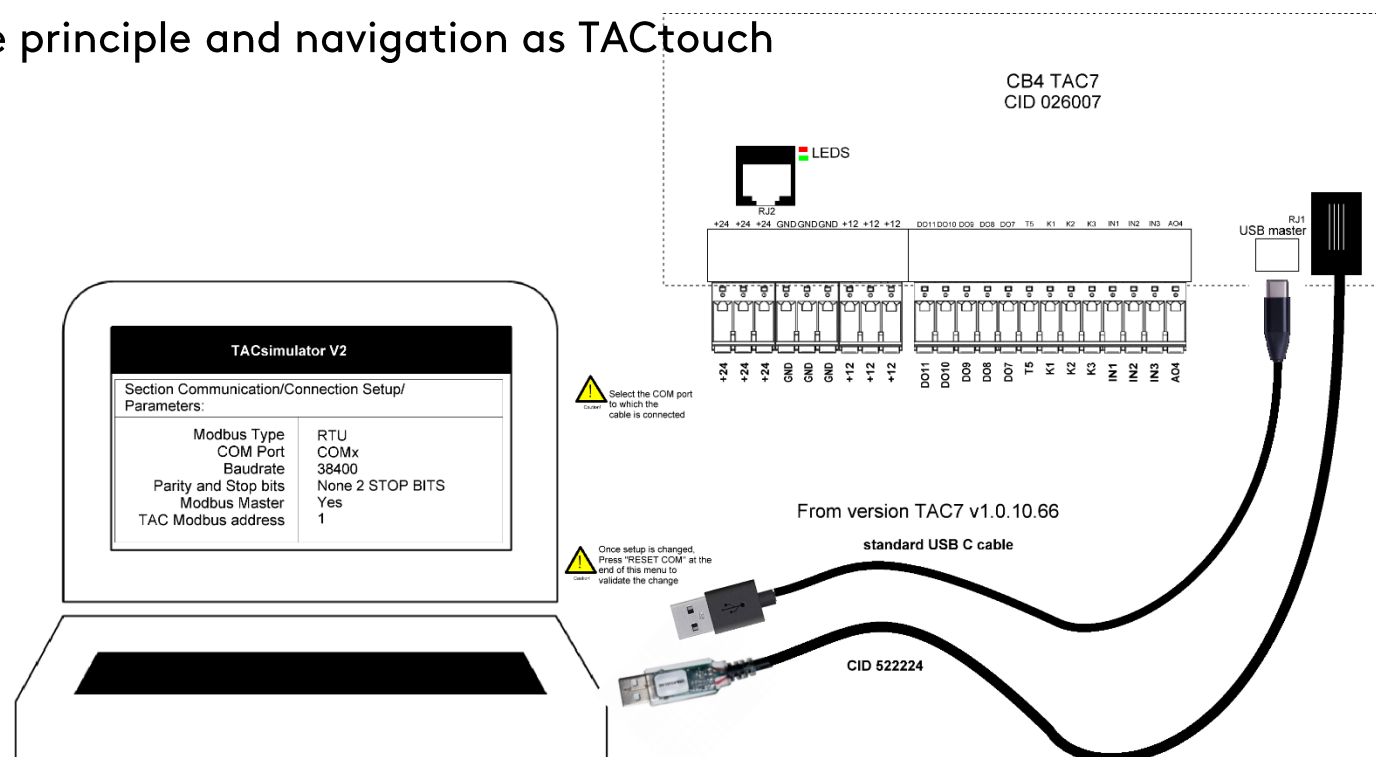 e principle and navigation as TACtouch
CB4 TAC7
CID 026007
LEDS
RJ2
+24 +24 +24 GND GND GND +12 +12 +12
DO11 DO10 DO9 DO8 DO7 T5 K1 K2 K3 IN1 IN2 IN3 AO4
RJ1
USB master
+24 +24 +24 GND GND GND +12 +12 +12
DO11 DO10 DO9 DO8 DO7 T5 K1 K2 K3 IN1 IN2 IN3 AO4
TACsimulator V2
Section Communication/Connection Setup/
Parameters:
Modbus Type RTU
COM Port COMx
Baudrate 38400
Parity and Stop bits None 2 STOP BITS
Modbus Master Yes
TAC Modbus address 1
Caution!
Select the COM port
to which the
cable is connected
Caution!
Once setup is changed,
Press "RESET COM" at the
end of this menu to
validate the change
From version TAC7 v1.0.10.66
standard USB C cable
CID 522224